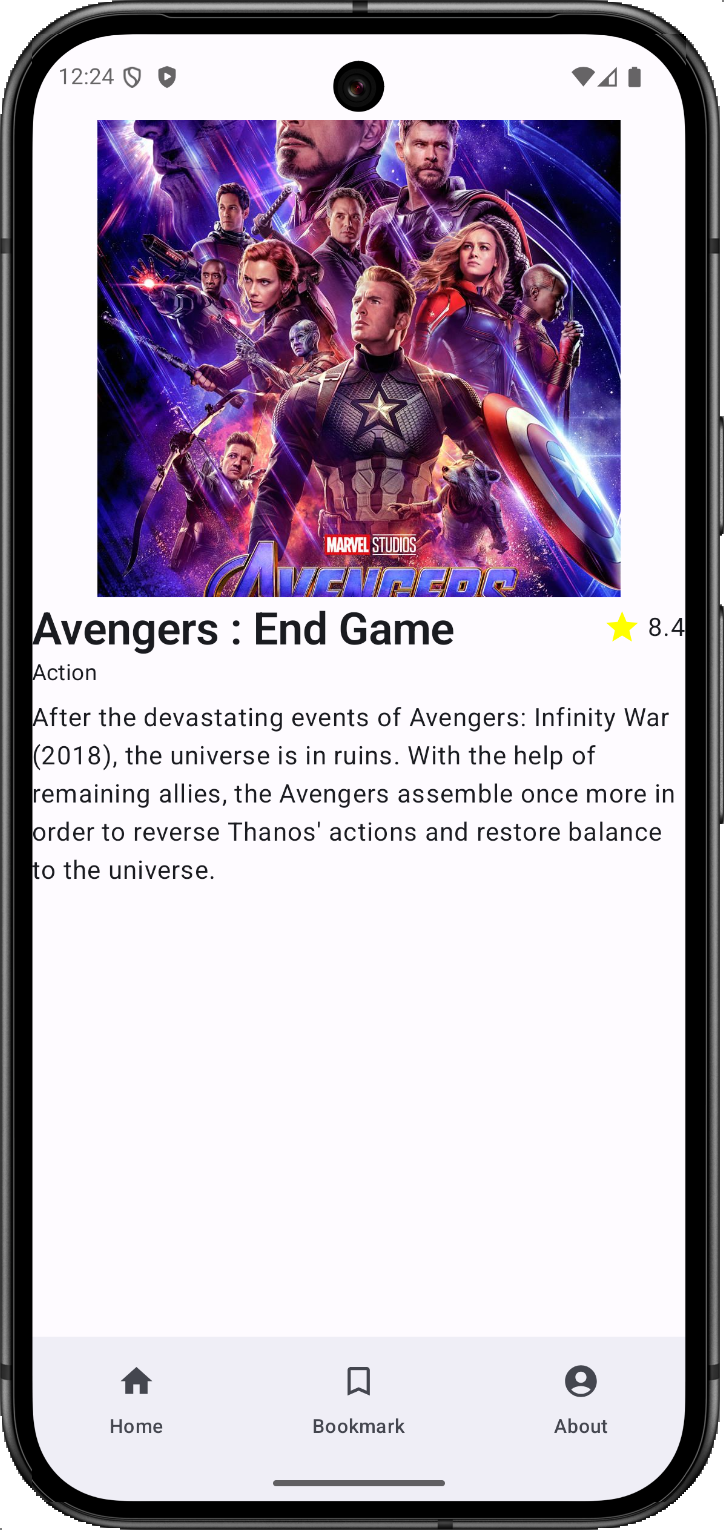 12:24
MARVEL STUDIOS
AVENGERS
Avengers : End Game
8.4
Action
After the devastating events of Avengers: Infinity War
(2018), the universe is in ruins. With the help of
remaining allies, the Avengers assemble once more in
order to reverse Thanos' actions and restore balance
to the universe.
Home
Bookmark
About